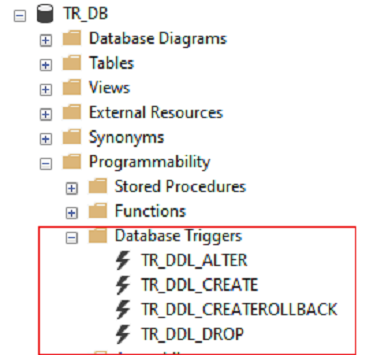 TR_DB
Database Diagrams
Tables
Views
External Resources
Synonyms
Programmability
Stored Procedures
Functions
Database Triggers
TR_DDL_ALTER
TR_DDL_CREATE
TR_DDL_CREATEROLLBACK
TR_DDL_DROP